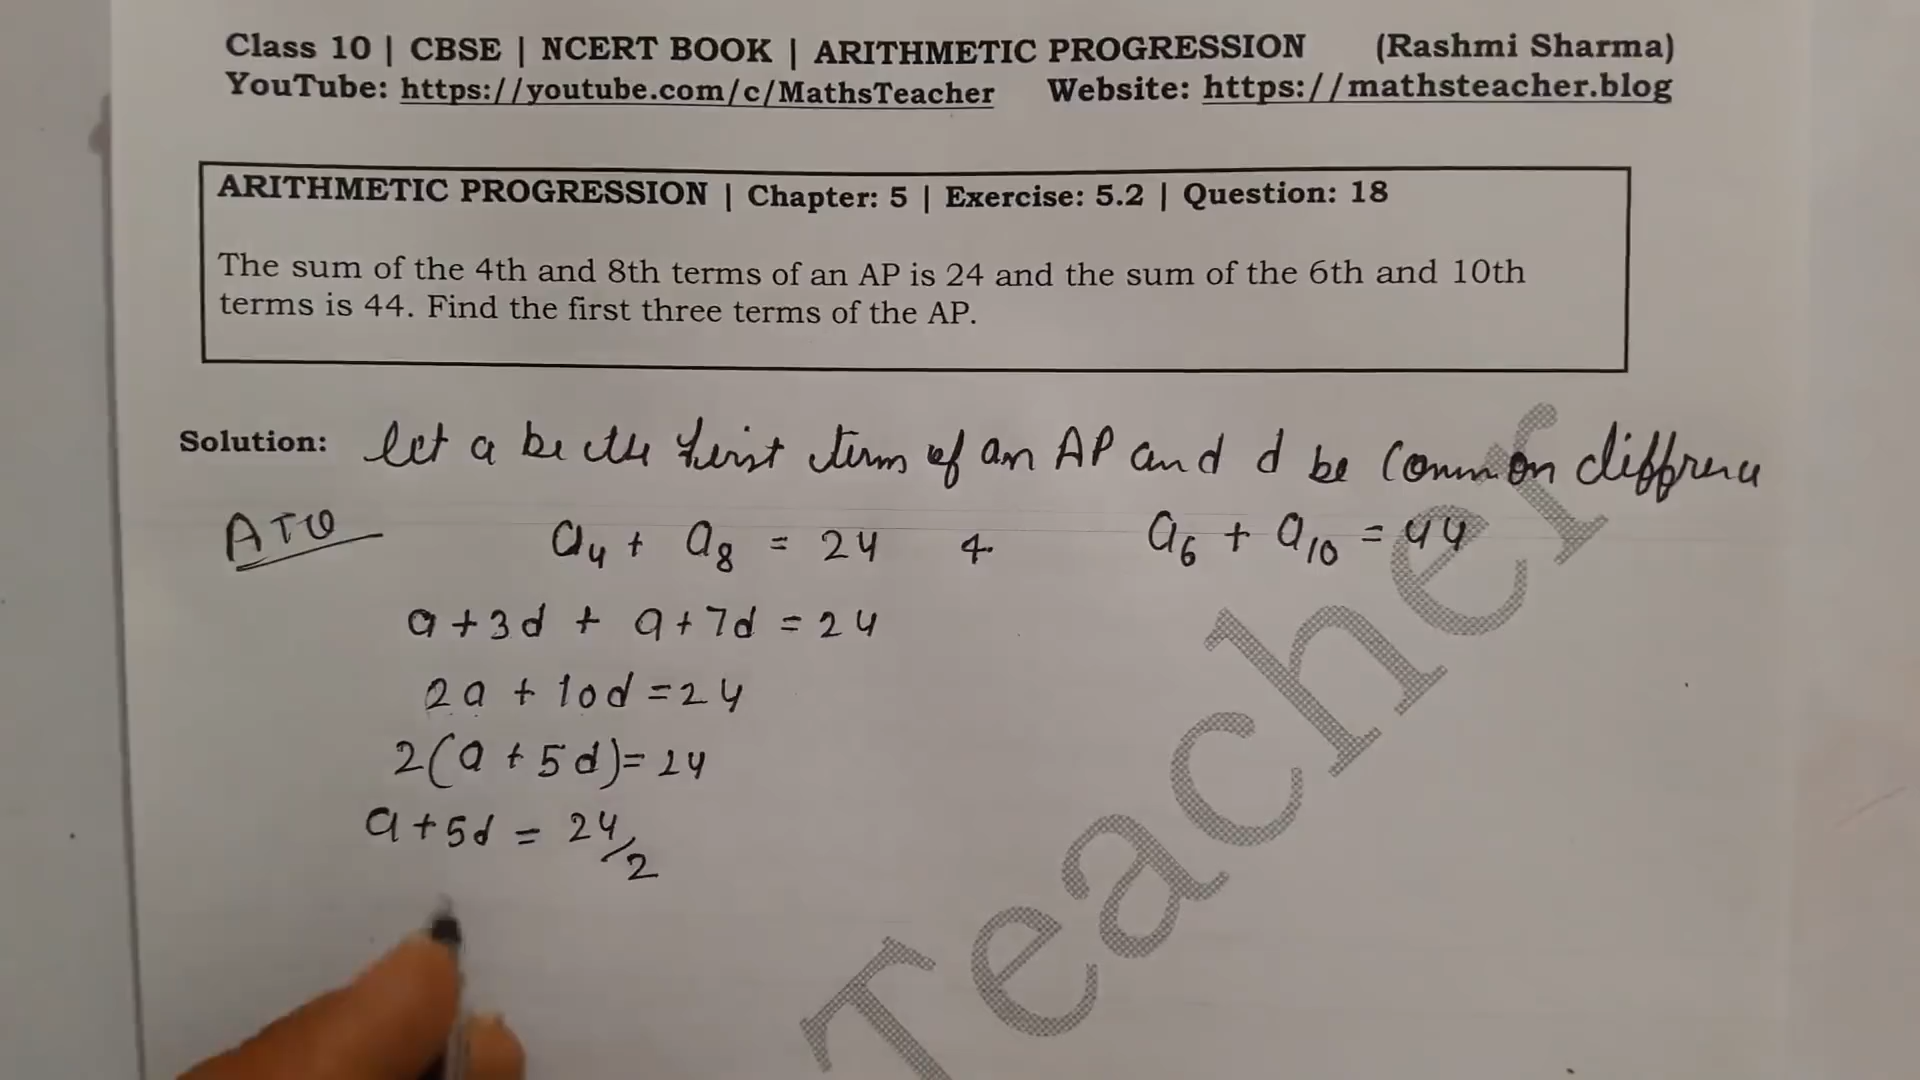 Class 10 | CBSE | NCERT BOOK | ARITHMETIC PROGRESSION (Rashmi Sharma)
YouTube: https://youtube.com/c/MathsTeacher Website: https://mathsteacher.blog
ARITHMETIC PROGRESSION | Chapter: 5 | Exercise: 5.2 | Question: 18
The sum of the 4th and 8th terms of an AP is 24 and the sum of the 6th and 10th
terms is 44. Find the first three terms of the AP.
Solution: let a be the first term of an AP and d be common diffrence
ATQ a₄ + a₈ = 24 & a₆ + a₁₀ = 44
a + 3d + a + 7d = 24
2a + 10d = 24
2(a + 5d) = 24
a + 5d = 24/2
Teacher